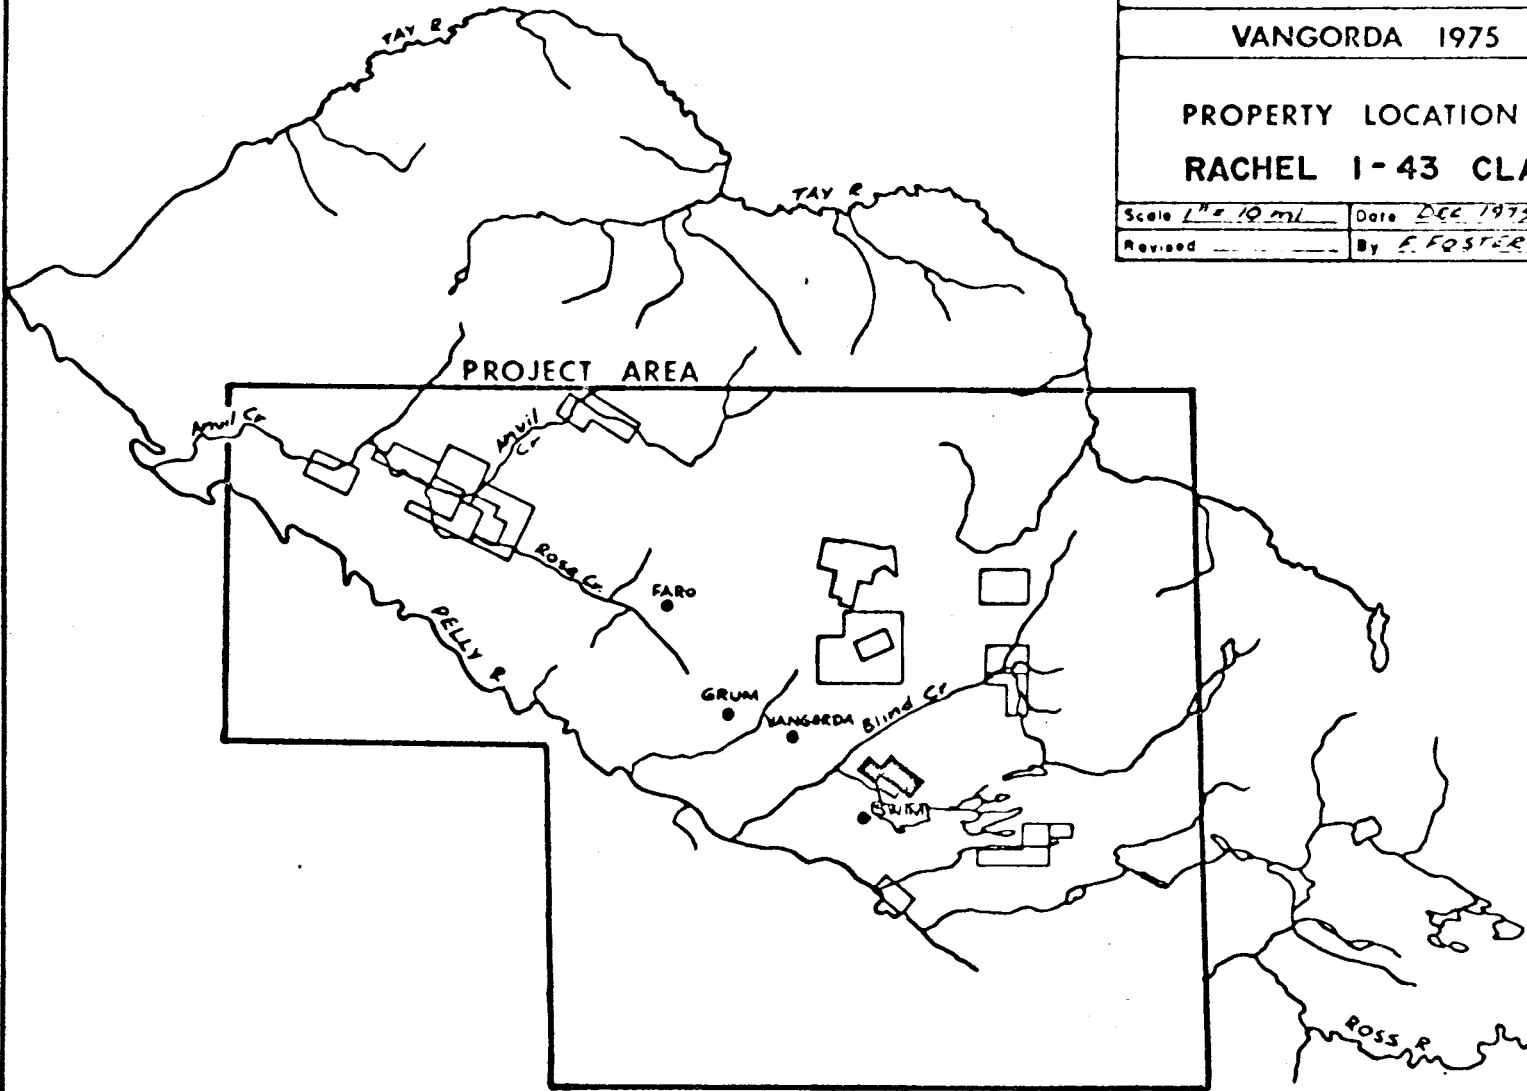 VANGORDA 1975
PROPERTY LOCATION
RACHEL 1-43 CLA
Scale 1" = 10 mi Date DEC 1975
Revised By F. FOSTER
TAY R
TAY R
PROJECT AREA
Anvil Cr
Anvil
Cr
Rose Cr.
FARO
PELLY R
GRUM
VANGORDA
Blind Cr
SWIM
ROSS R